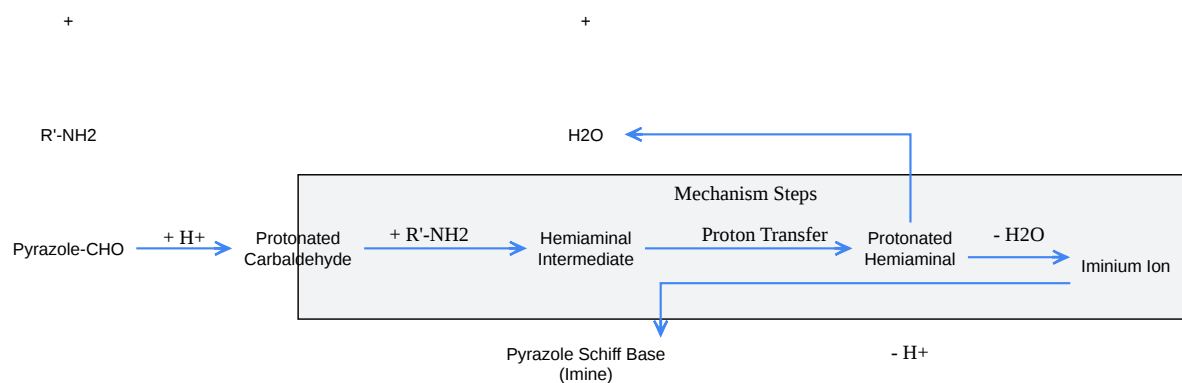 +
+
R'-NH2
H2O
Mechanism Steps
Pyrazole-CHO
+ H+
Protonated
Carbaldehyde
+ R'-NH2
Hemiaminal
Intermediate
Proton Transfer
Protonated
Hemiaminal
- H2O
Iminium Ion
Pyrazole Schiff Base
(Imine)
- H+